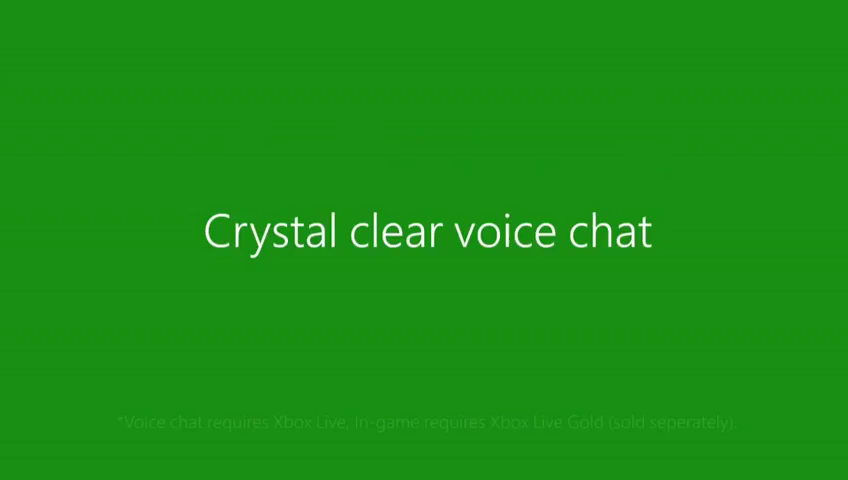 Crystal clear voice chat
*Voice chat requires Xbox Live, In-game requires Xbox Live Gold (sold seperately).